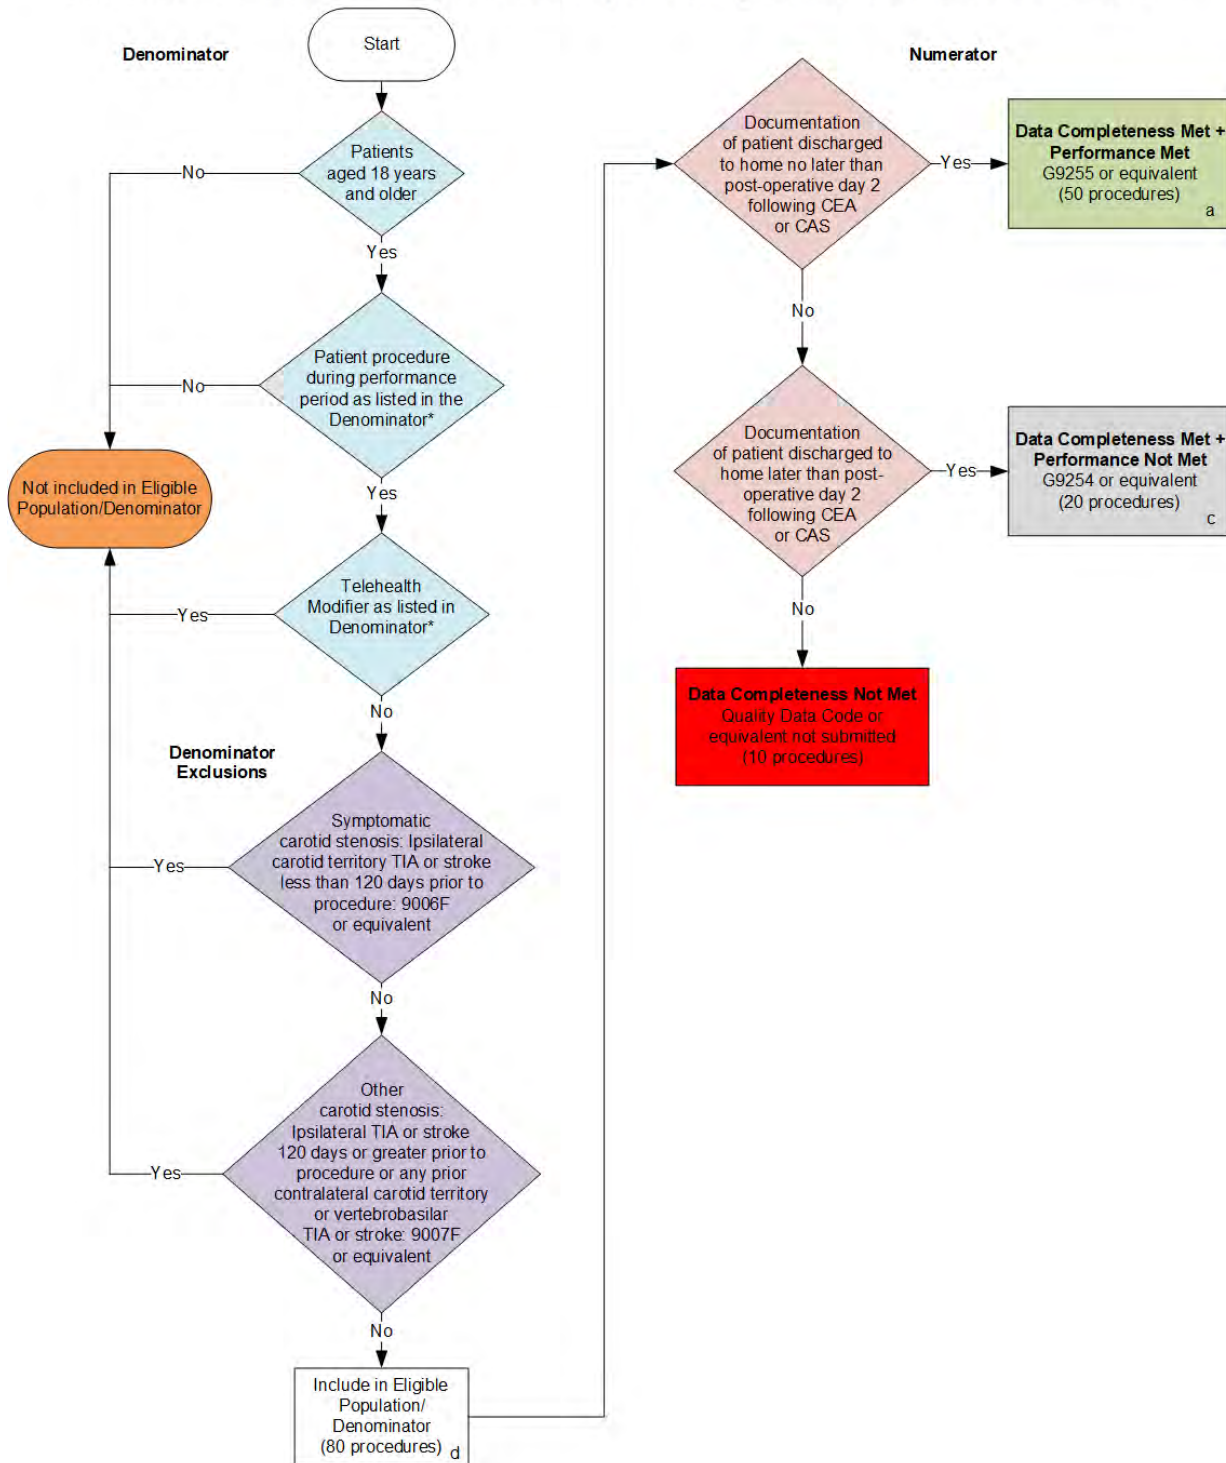 Start
Denominator
Patients
aged 18 years
and older
No
Yes
Patient procedure
during performance
period as listed in the
Denominator*
No
Yes
Not included in Eligible
Population/Denominator
Telehealth
Modifier as listed in
Denominator*
Yes
No
Denominator
Exclusions
Symptomatic
carotid stenosis: Ipsilateral
carotid territory TIA or stroke
less than 120 days prior to
procedure: 9006F
or equivalent
Yes
No
Other
carotid stenosis:
Ipsilateral TIA or stroke
120 days or greater prior to
procedure or any prior
contralateral carotid territory
or vertebrobasilar
TIA or stroke: 9007F
or equivalent
Yes
No
Include in Eligible
Population/
Denominator
(80 procedures)
d
Numerator
Documentation
of patient discharged
to home no later than
post-operative day 2
following CEA
or CAS
Yes
Data Completeness Met +
Performance Met
G9255 or equivalent
(50 procedures)
a
No
Documentation
of patient discharged to
home later than post-
operative day 2
following CEA
or CAS
Yes
Data Completeness Met +
Performance Not Met
G9254 or equivalent
(20 procedures)
c
No
Data Completeness Not Met
Quality Data Code or
equivalent not submitted
(10 procedures)